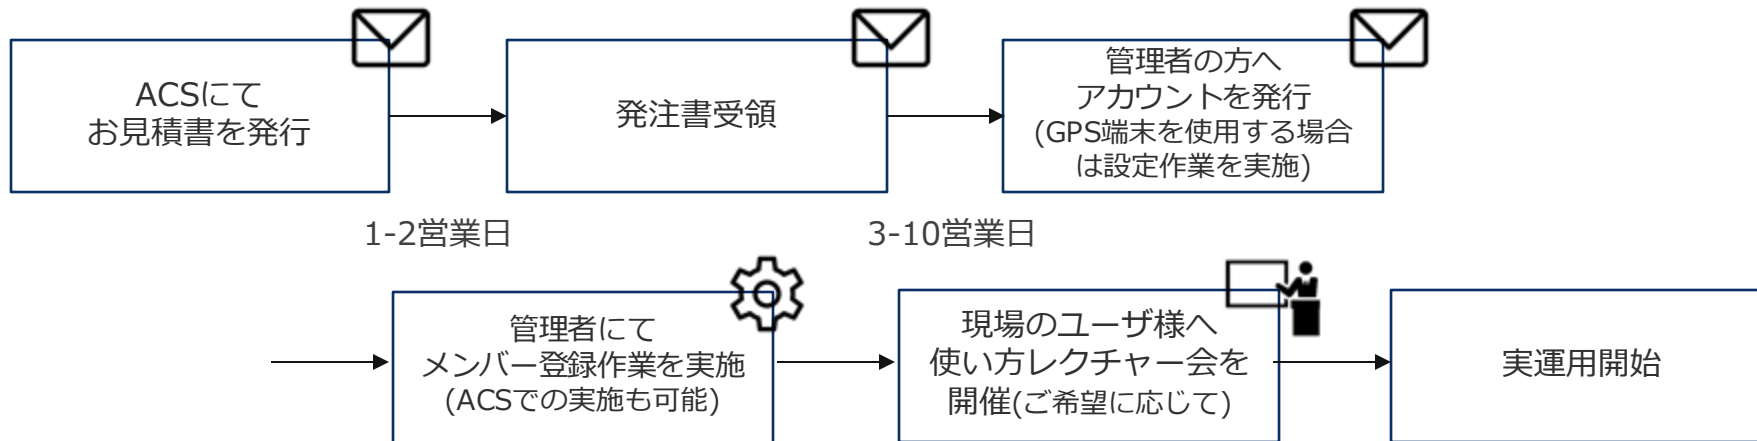 ACSにて
お見積書を発行
発注書受領
管理者の方へ
アカウントを発行
(GPS端末を使用する場合
は設定作業を実施)
1-2営業日
3-10営業日
管理者にて
メンバー登録作業を実施
(ACSでの実施も可能)
現場のユーザ様へ
使い方レクチャー会を
開催(ご希望に応じて)
実運用開始